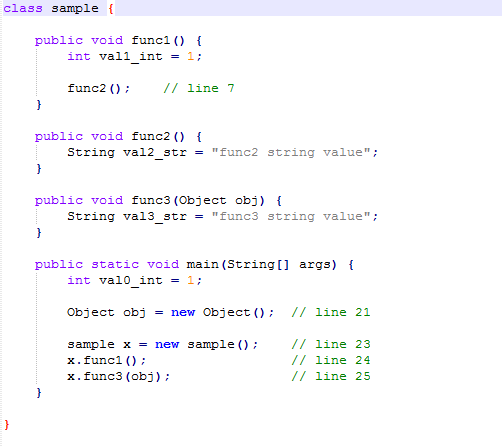 class sample {
public void func1() {
int val1_int = 1;
func2();    // line 7
}
public void func2() {
String val2_str = "func2 string value";
}
public void func3(Object obj) {
String val3_str = "func3 string value";
}
public static void main(String[] args) {
int val0_int = 1;
Object obj = new Object();  // line 21
sample x = new sample();    // line 23
x.func1();                  // line 24
x.func3(obj);               // line 25
}
}